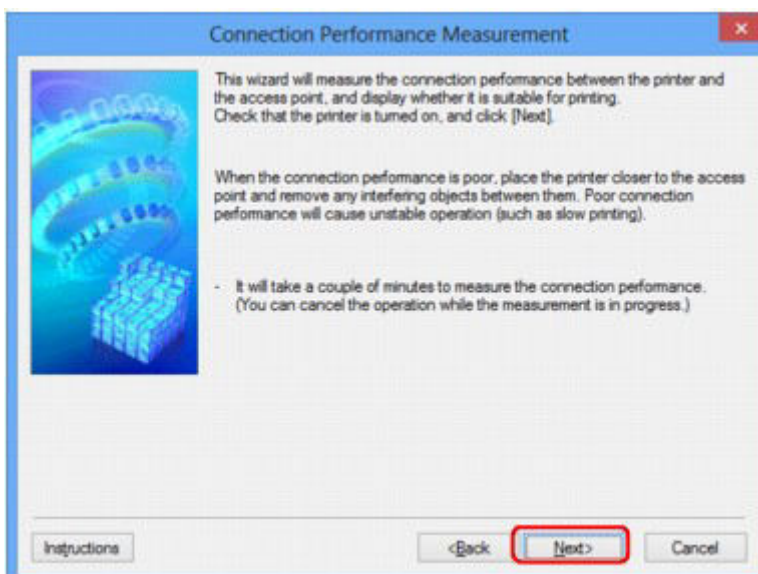 Connection Performance Measurement
This wizard will measure the connection performance between the printer and
the access point, and display whether it is suitable for printing.
Check that the printer is turned on, and click [Next].
When the connection performance is poor, place the printer closer to the access
point and remove any interfering objects between them. Poor connection
performance will cause unstable operation (such as slow printing).
- It will take a couple of minutes to measure the connection performance.
(You can cancel the operation while the measurement is in progress.)
Instructions <Back Next> Cancel